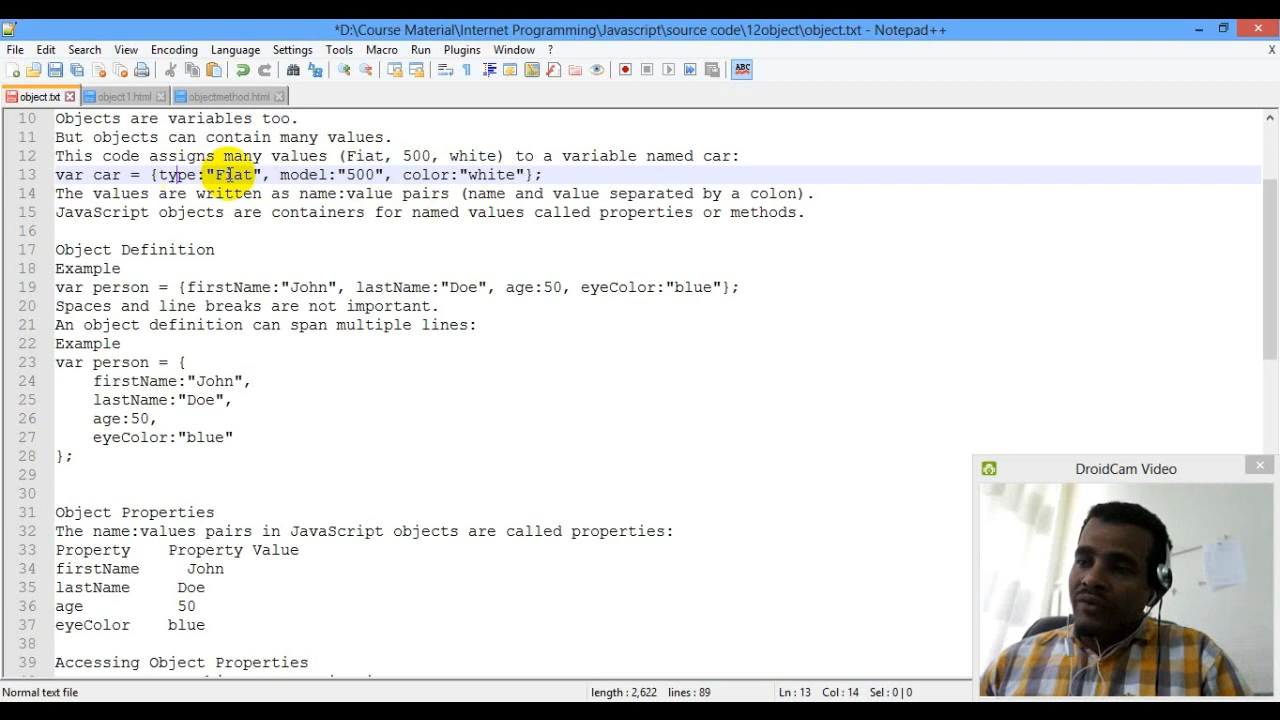 *D:\Course Material\Internet Programming\Javascript\source code\12object\object.txt - Notepad++
File Edit Search View Encoding Language Settings Tools Macro Run Plugins Window ? X
ABC
object.txt object1.html objectmethod.html
10 Objects are variables too.
11 But objects can contain many values.
12 This code assigns many values (Fiat, 500, white) to a variable named car:
13 var car = {type:"Fiat", model:"500", color:"white"};
14 The values are written as name:value pairs (name and value separated by a colon).
15 JavaScript objects are containers for named values called properties or methods.
16
17 Object Definition
18 Example
19 var person = {firstName:"John", lastName:"Doe", age:50, eyeColor:"blue"};
20 Spaces and line breaks are not important.
21 An object definition can span multiple lines:
22 Example
23 var person = {
24 firstName:"John",
25 lastName:"Doe",
26 age:50,
27 eyeColor:"blue"
28 };
29
30
31 Object Properties
32 The name:values pairs in JavaScript objects are called properties:
33 Property Property Value
34 firstName John
35 lastName Doe
36 age 50
37 eyeColor blue
38
39 Accessing Object Properties
DroidCam Video
Normal text file length : 2,622 lines : 89 Ln : 13 Col : 14 Sel : 0 | 0